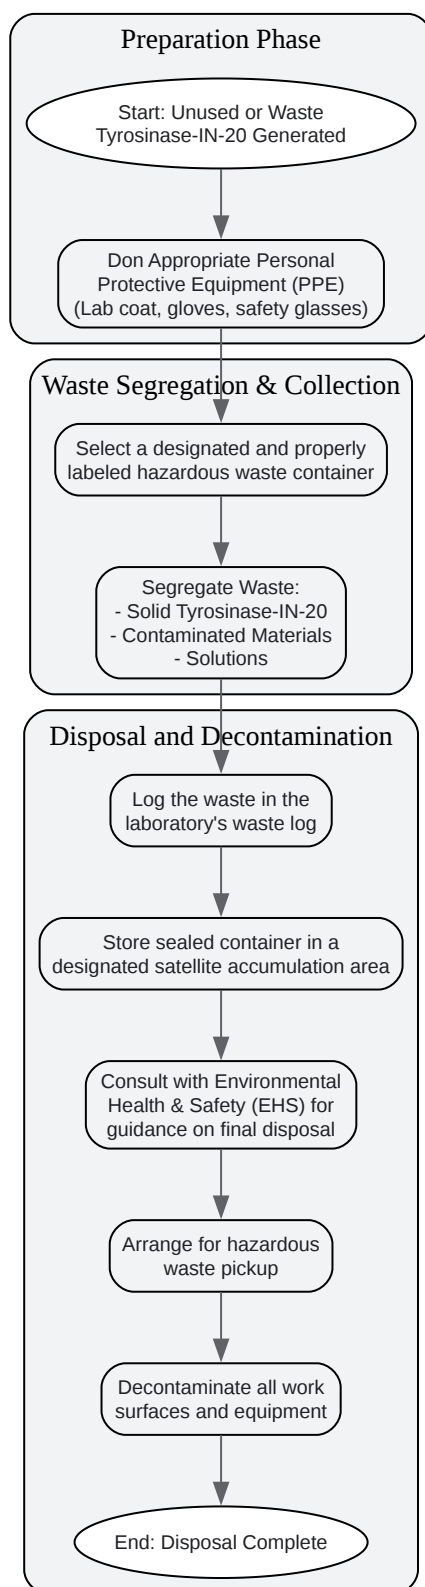 Preparation Phase
Start: Unused or Waste
Tyrosinase-IN-20 Generated
Don Appropriate Personal
Protective Equipment (PPE)
(Lab coat, gloves, safety glasses)
Waste Segregation & Collection
Select a designated and properly
labeled hazardous waste container
Segregate Waste:
- Solid Tyrosinase-IN-20
- Contaminated Materials
- Solutions
Disposal and Decontamination
Log the waste in the
laboratory's waste log
Store sealed container in a
designated satellite accumulation area
Consult with Environmental
Health & Safety (EHS) for
guidance on final disposal
Arrange for hazardous
waste pickup
Decontaminate all work
surfaces and equipment
End: Disposal Complete